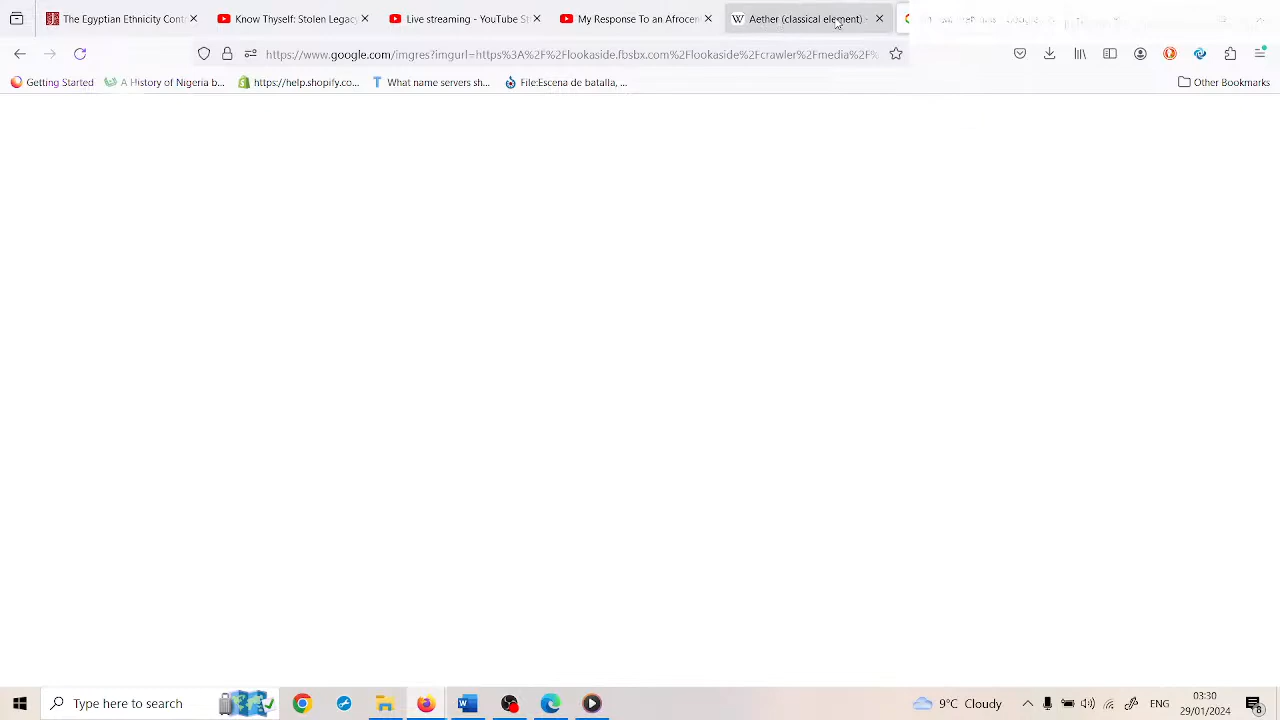 The Egyptian Ethnicity Cont
Know Thyself: Stolen Legacy
Live streaming - YouTube St
My Response To Afrocen
Aether (classical element) -
https://www.google.com/imgres?imgurl=https%3A%2F%2Flookaside.fbsbx.com%2Flookaside%2Fcrawler%2Fmedia%2F%
Getting Started
A History of Nigeria b...
https://help.shopify.co...
What name servers sh...
File:Escena de batalla, ...
Other Bookmarks
Type here to search
9°C Cloudy
ENG
03:30
29/01/2024
8